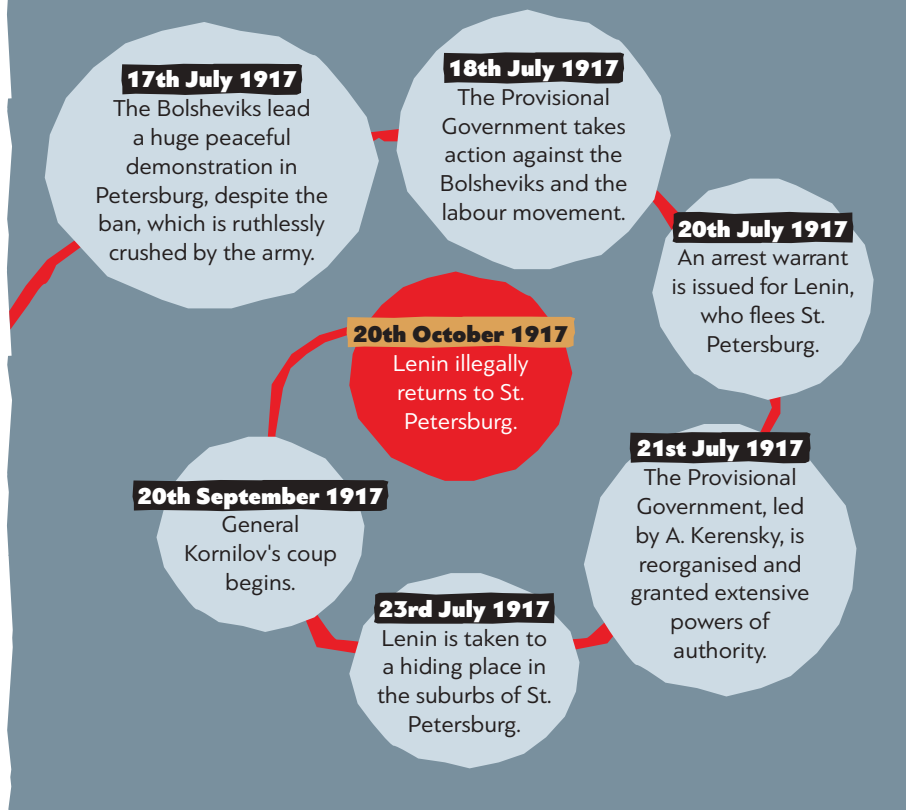 17th July 1917
The Bolsheviks lead
a huge peaceful
demonstration in
Petersburg, despite the
ban, which is ruthlessly
crushed by the army.
18th July 1917
The Provisional
Government takes
action against the
Bolsheviks and the
labour movement.
20th July 1917
An arrest warrant
is issued for Lenin,
who flees St.
Petersburg.
21st July 1917
The Provisional
Government, led
by A. Kerensky, is
reorganised and
granted extensive
powers of
authority.
23rd July 1917
Lenin is taken to
a hiding place in
the suburbs of St.
Petersburg.
20th September 1917
General
Kornilov's coup
begins.
20th October 1917
Lenin illegally
returns to St.
Petersburg.